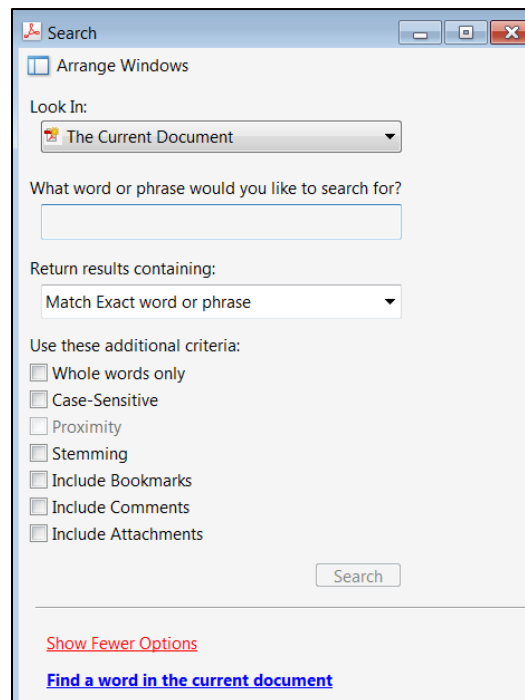 Search
Arrange Windows
Look In:
The Current Document
What word or phrase would you like to search for?
Return results containing:
Match Exact word or phrase
Use these additional criteria:
Whole words only
Case-Sensitive
Proximity
Stemming
Include Bookmarks
Include Comments
Include Attachments
Search
Show Fewer Options
Find a word in the current document